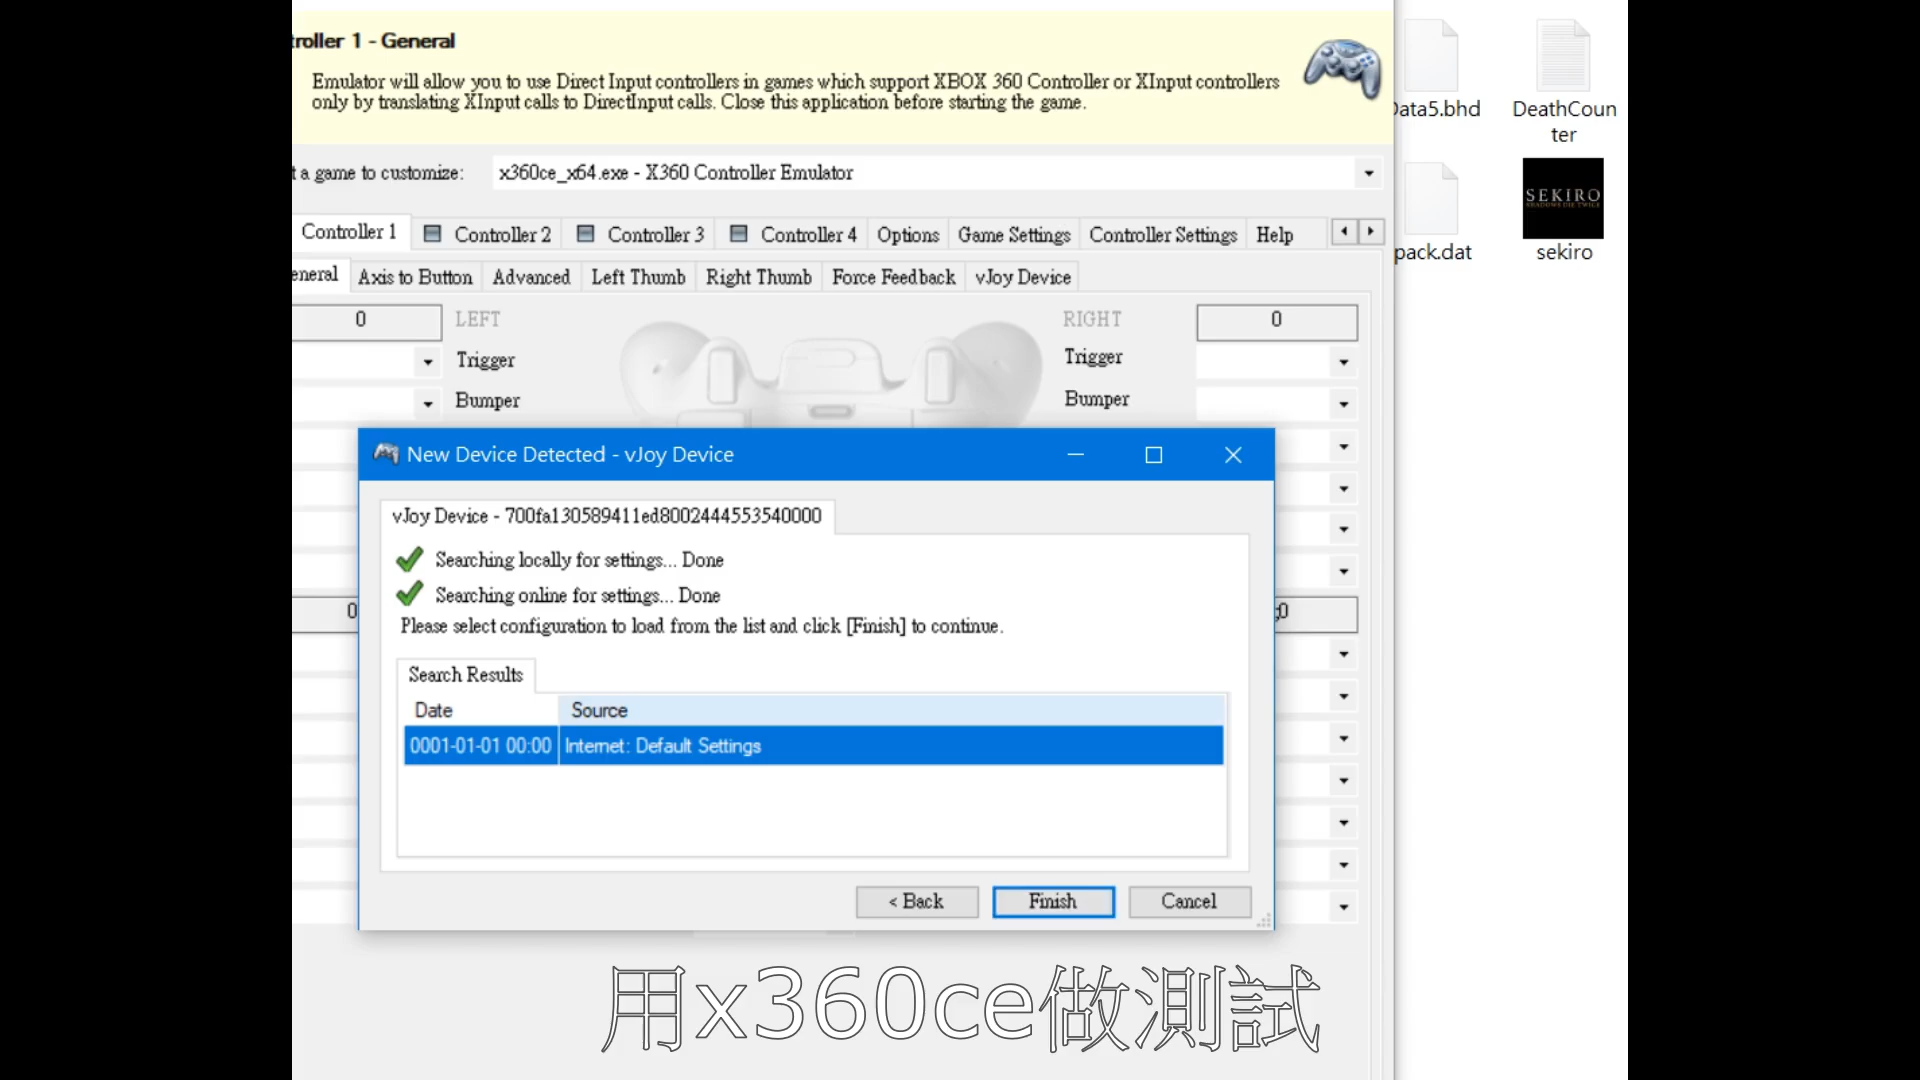 troller 1 - General
Emulator will allow you to use Direct Input controllers in games which support XBOX 360 Controller or XInput controllers
only by translating XInput calls to DirectInput calls. Close this application before starting the game.
t a game to customize:
x360ce_x64.exe - X360 Controller Emulator
Controller 1
Controller 2
Controller 3
Controller 4
Options
Game Settings
Controller Settings
Help
eneral
Axis to Button
Advanced
Left Thumb
Right Thumb
Force Feedback
vJoy Device
0
LEFT
RIGHT
0
Trigger
Trigger
Bumper
Bumper
New Device Detected - vJoy Device
vJoy Device - 700fa130589411ed8002444553540000
Searching locally for settings... Done
Searching online for settings... Done
Please select configuration to load from the list and click [Finish] to continue.
0
;0
Search Results
Date
Source
0001-01-01 00:00
Internet: Default Settings
< Back
Finish
Cancel
Data5.bhd
DeathCoun
ter
SEKIRO
SHADOWS DIE TWICE
pack.dat
sekiro
用x360ce做測試